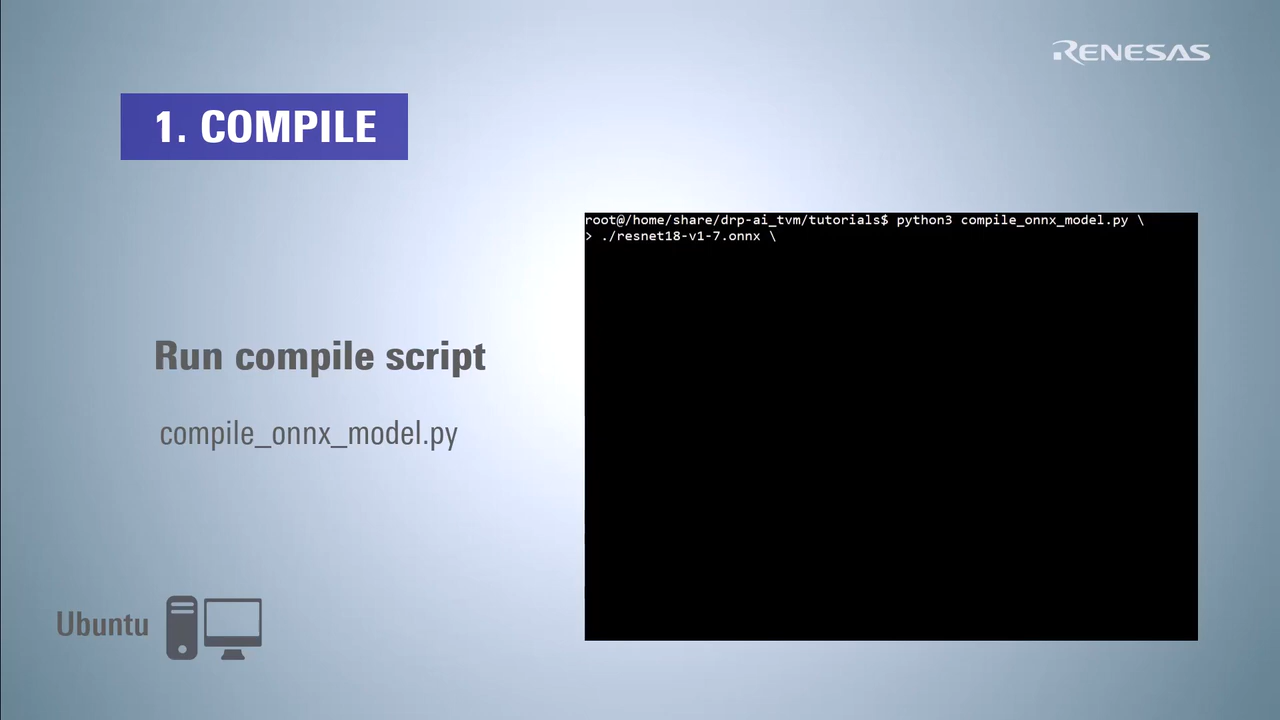 RENESAS
1. COMPILE
root@/home/share/drp-ai_tvm/tutorials$ python3 compile_onnx_model.py \
> ./resnet18-v1-7.onnx \
Run compile script
compile_onnx_model.py
Ubuntu